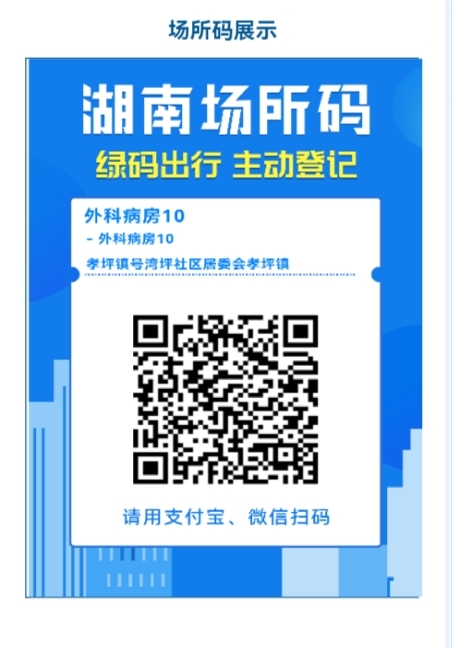 场所码展示
湖南场所码
绿码出行 主动登记
外科病房10
- 外科病房10
孝坪镇号湾坪社区居委会孝坪镇
请用支付宝、微信扫码